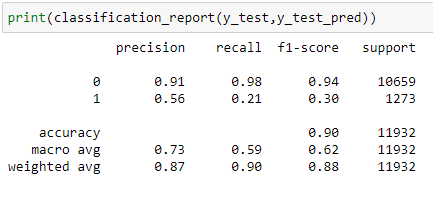 print(classification_report(y_test,y_test_pred))
precision recall f1-score support
0 0.91 0.98 0.94 10659
1 0.56 0.21 0.30 1273
accuracy 0.90 11932
macro avg 0.73 0.59 0.62 11932
weighted avg 0.87 0.90 0.88 11932